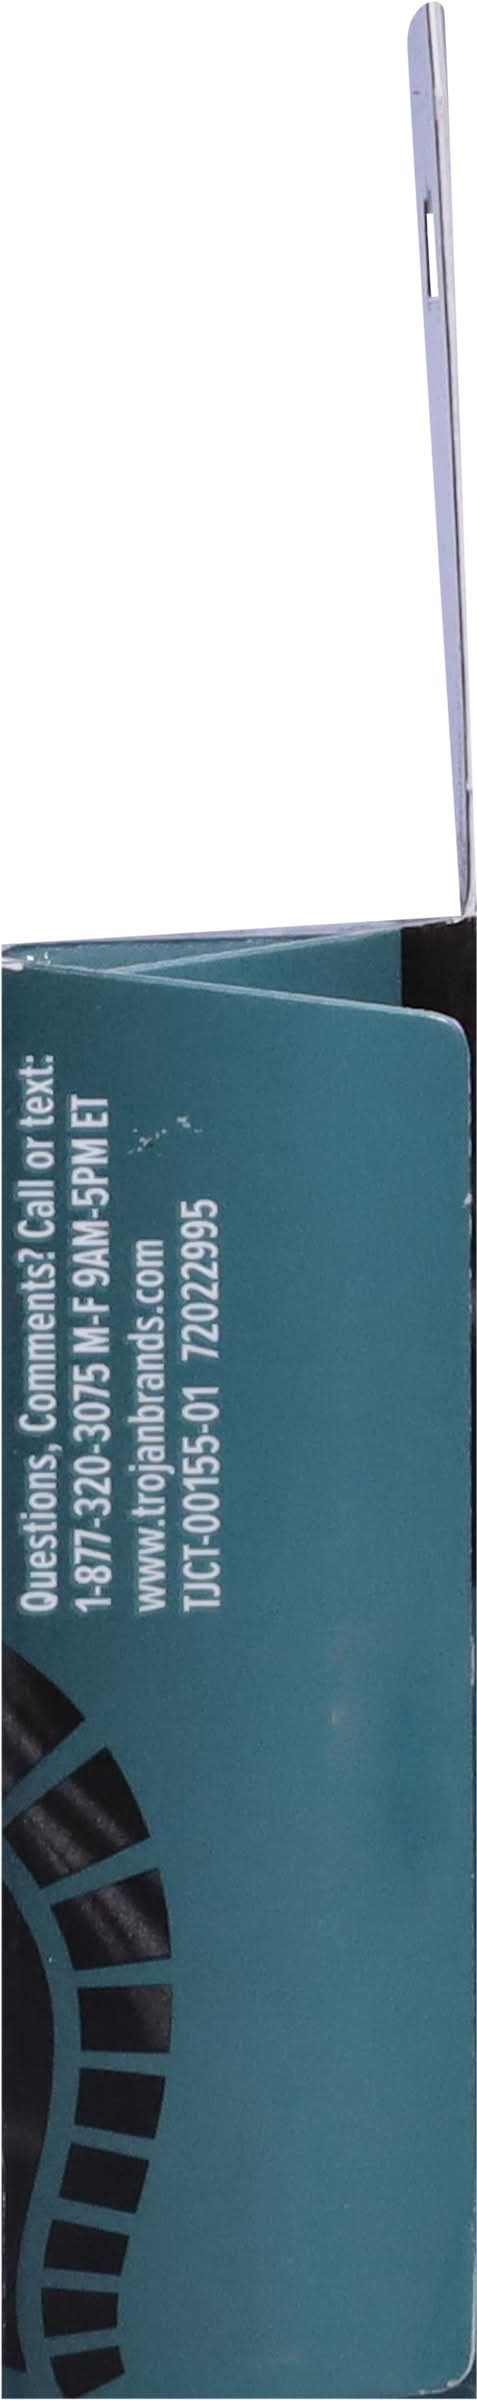 Questions, Comments? Call or text:
1-877-320-3075 M-F 9AM-5PM ET
www.trojanbrands.com
TJCT-00155-01 72022995